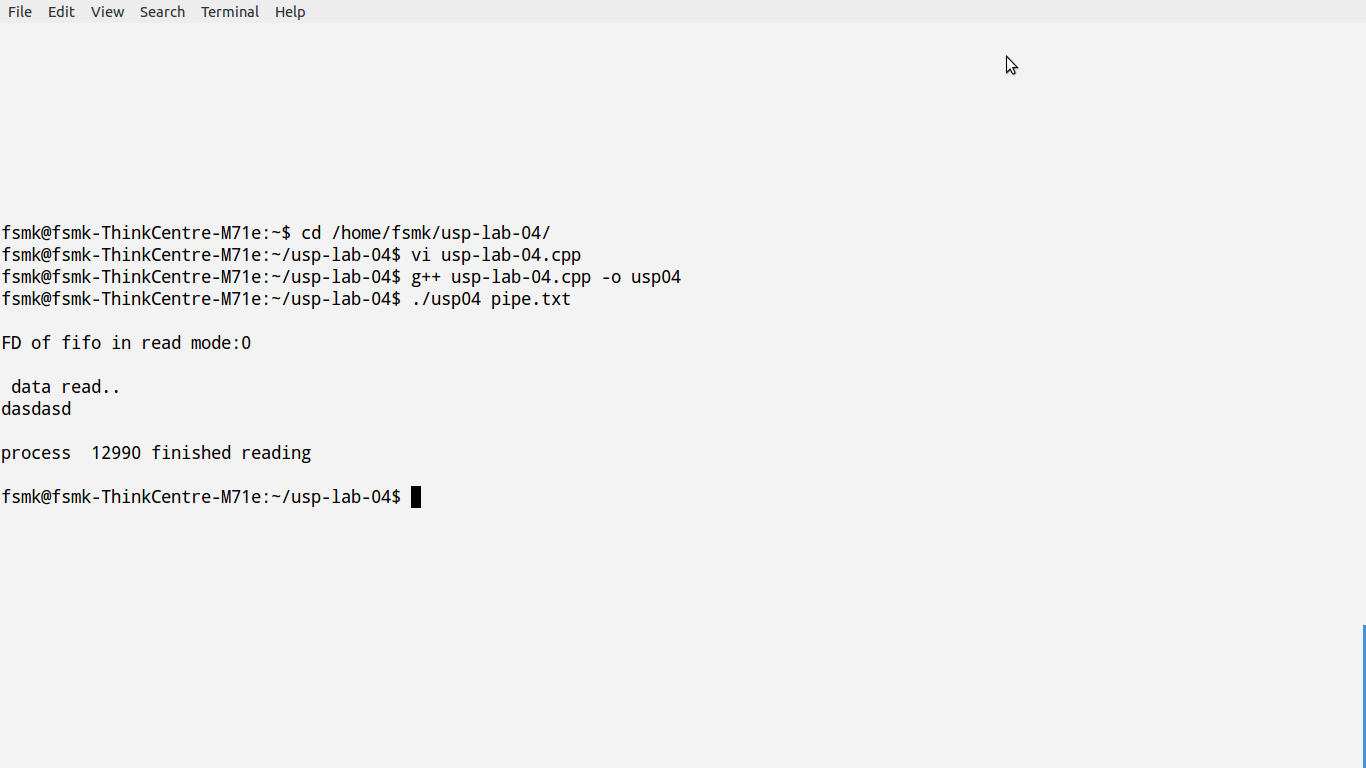 File Edit View Search Terminal Help
fsmk@fsmk-ThinkCentre-M71e:~$ cd /home/fsmk/usp-lab-04/
fsmk@fsmk-ThinkCentre-M71e:~/usp-lab-04$ vi usp-lab-04.cpp
fsmk@fsmk-ThinkCentre-M71e:~/usp-lab-04$ g++ usp-lab-04.cpp -o usp04
fsmk@fsmk-ThinkCentre-M71e:~/usp-lab-04$ ./usp04 pipe.txt
FD of fifo in read mode:0
 data read..
dasdasd
process  12990 finished reading
fsmk@fsmk-ThinkCentre-M71e:~/usp-lab-04$